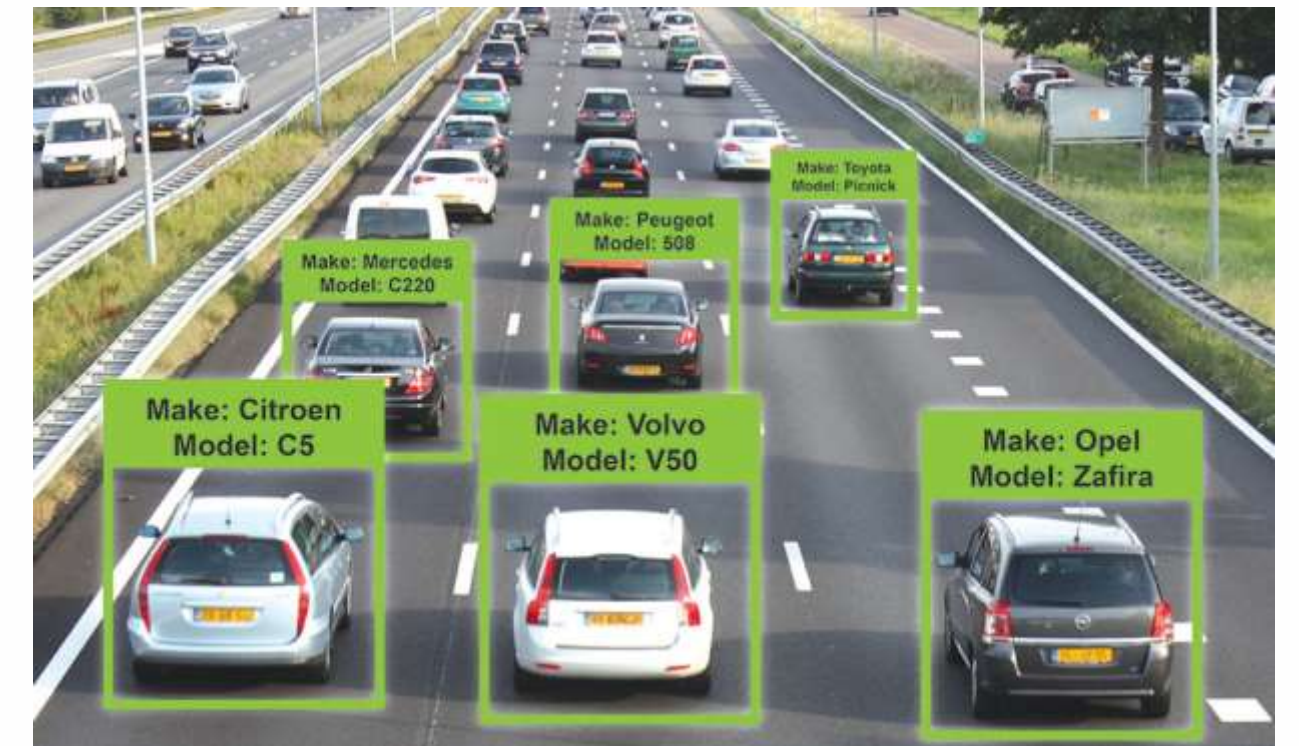 Make: Toyota
Model: Picnick
Make: Peugeot
Model: 508
Make: Mercedes
Model: C220
Make: Citroen
Model: C5
Make: Volvo
Model: V50
Make: Opel
Model: Zafira